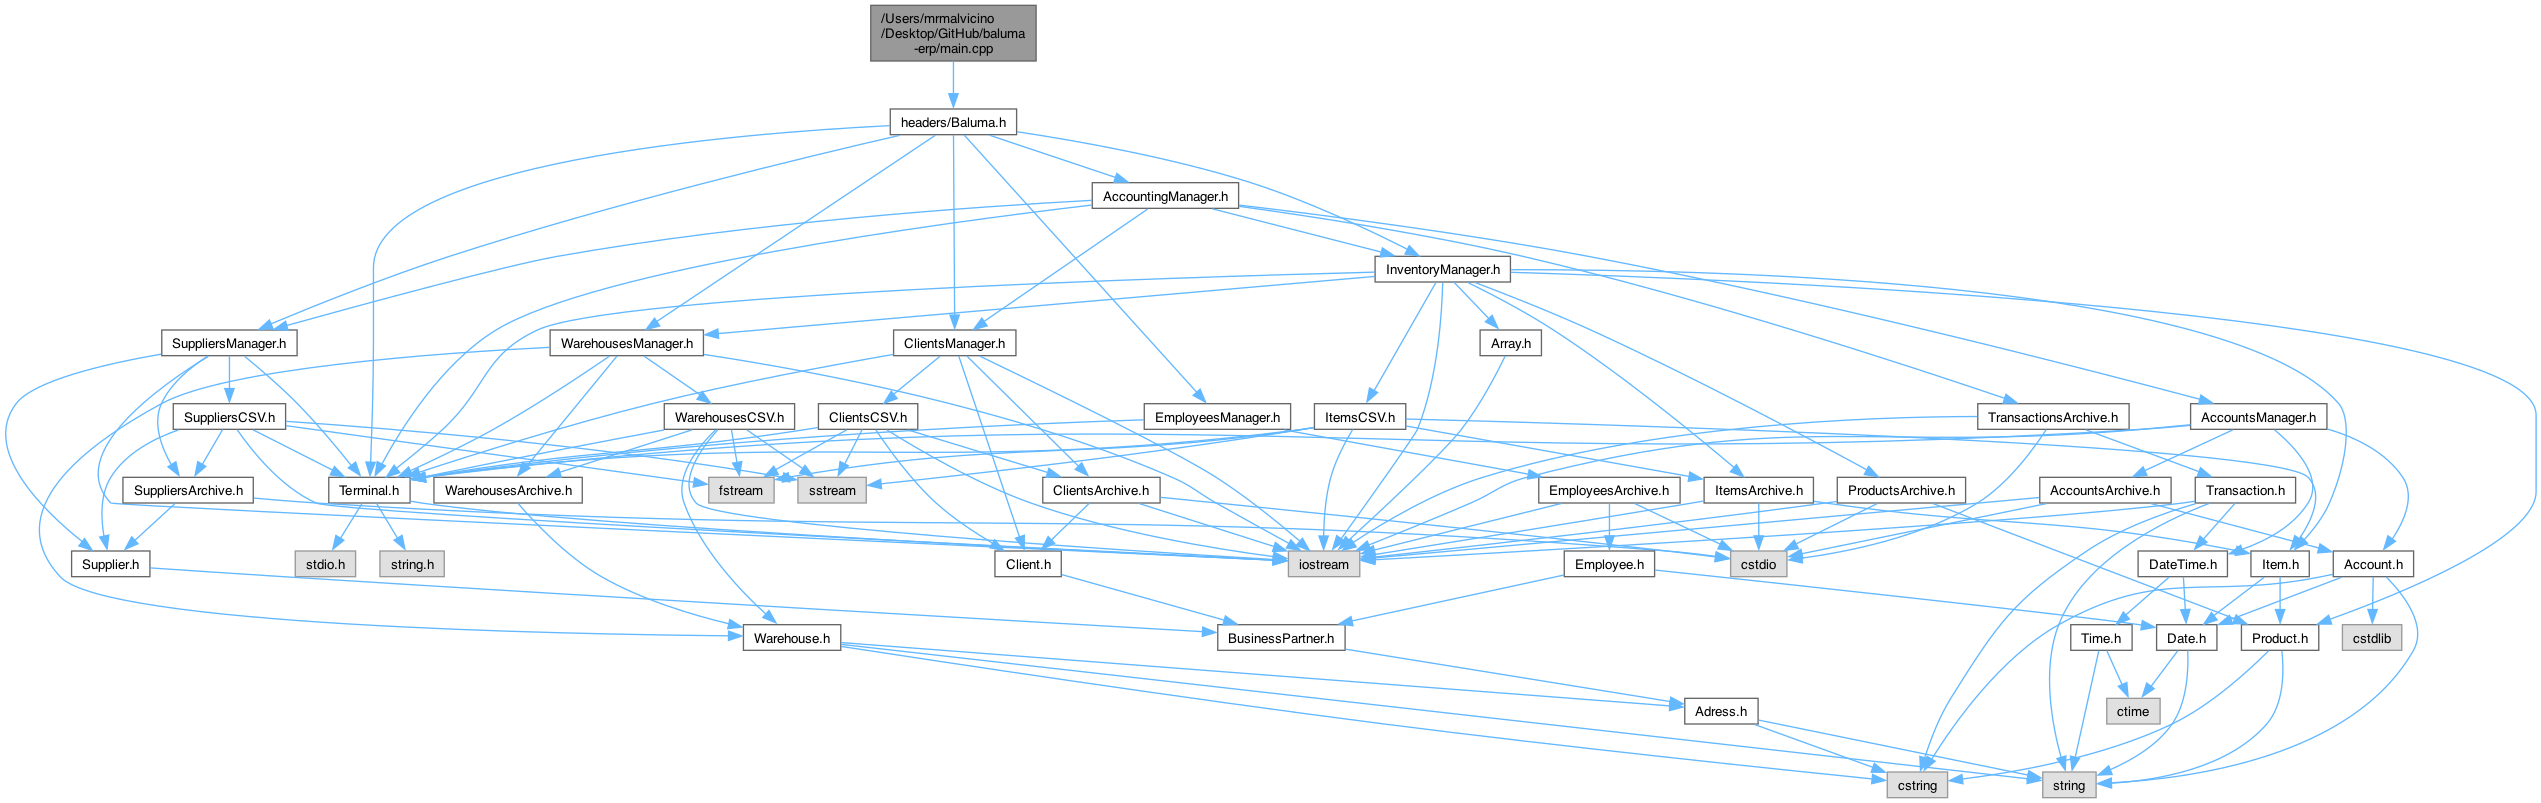 /Users/mrmalvicino
/Desktop/GitHub/baluma
-erp/main.cpp
headers/Baluma.h
AccountingManager.h
InventoryManager.h
SuppliersManager.h
WarehousesManager.h
ClientsManager.h
Array.h
SuppliersCSV.h
WarehousesCSV.h
ClientsCSV.h
EmployeesManager.h
ItemsCSV.h
TransactionsArchive.h
AccountsManager.h
SuppliersArchive.h
Terminal.h
WarehousesArchive.h
fstream
sstream
ClientsArchive.h
EmployeesArchive.h
ItemsArchive.h
ProductsArchive.h
AccountsArchive.h
Transaction.h
Supplier.h
stdio.h
string.h
Client.h
iostream
Employee.h
cstdio
DateTime.h
Item.h
Account.h
Warehouse.h
BusinessPartner.h
Time.h
Date.h
Product.h
cstdlib
Adress.h
ctime
cstring
string